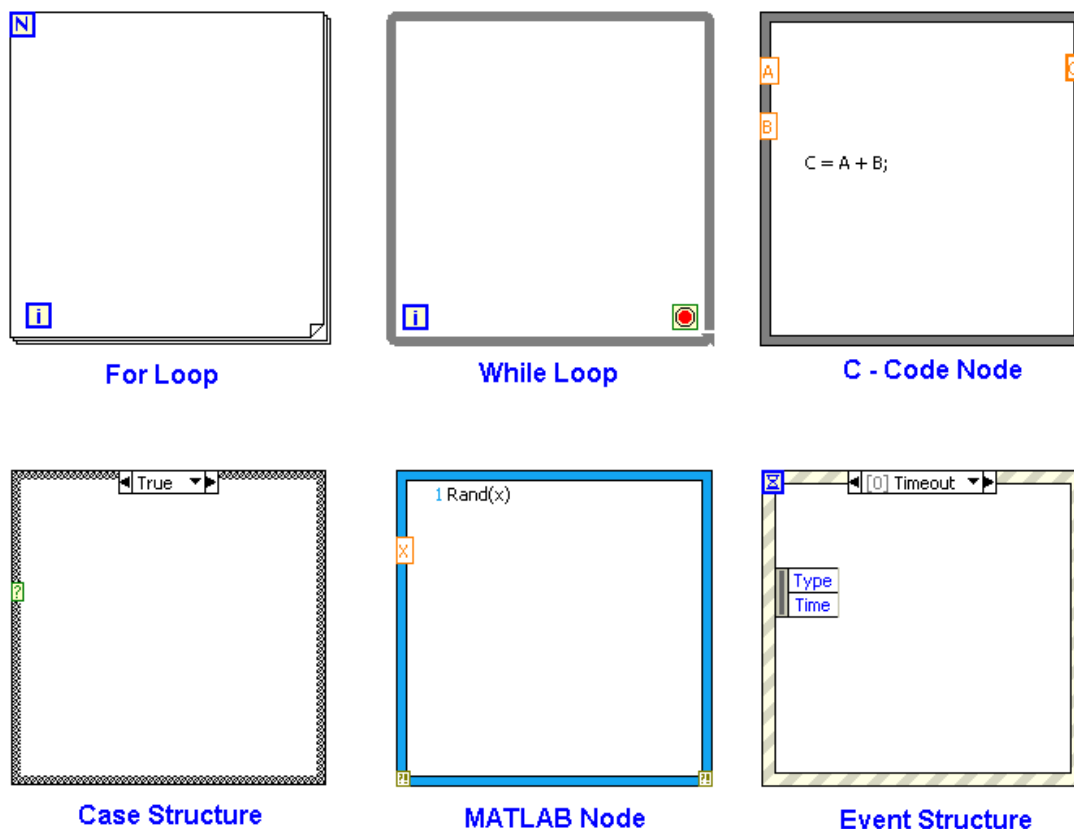 N
i
For Loop
i
While Loop
A
B
C = A + B;
C - Code Node
True
?
Case Structure
1 Rand(x)
X
?!
?!
MATLAB Node
[0] Timeout
Type
Time
Event Structure